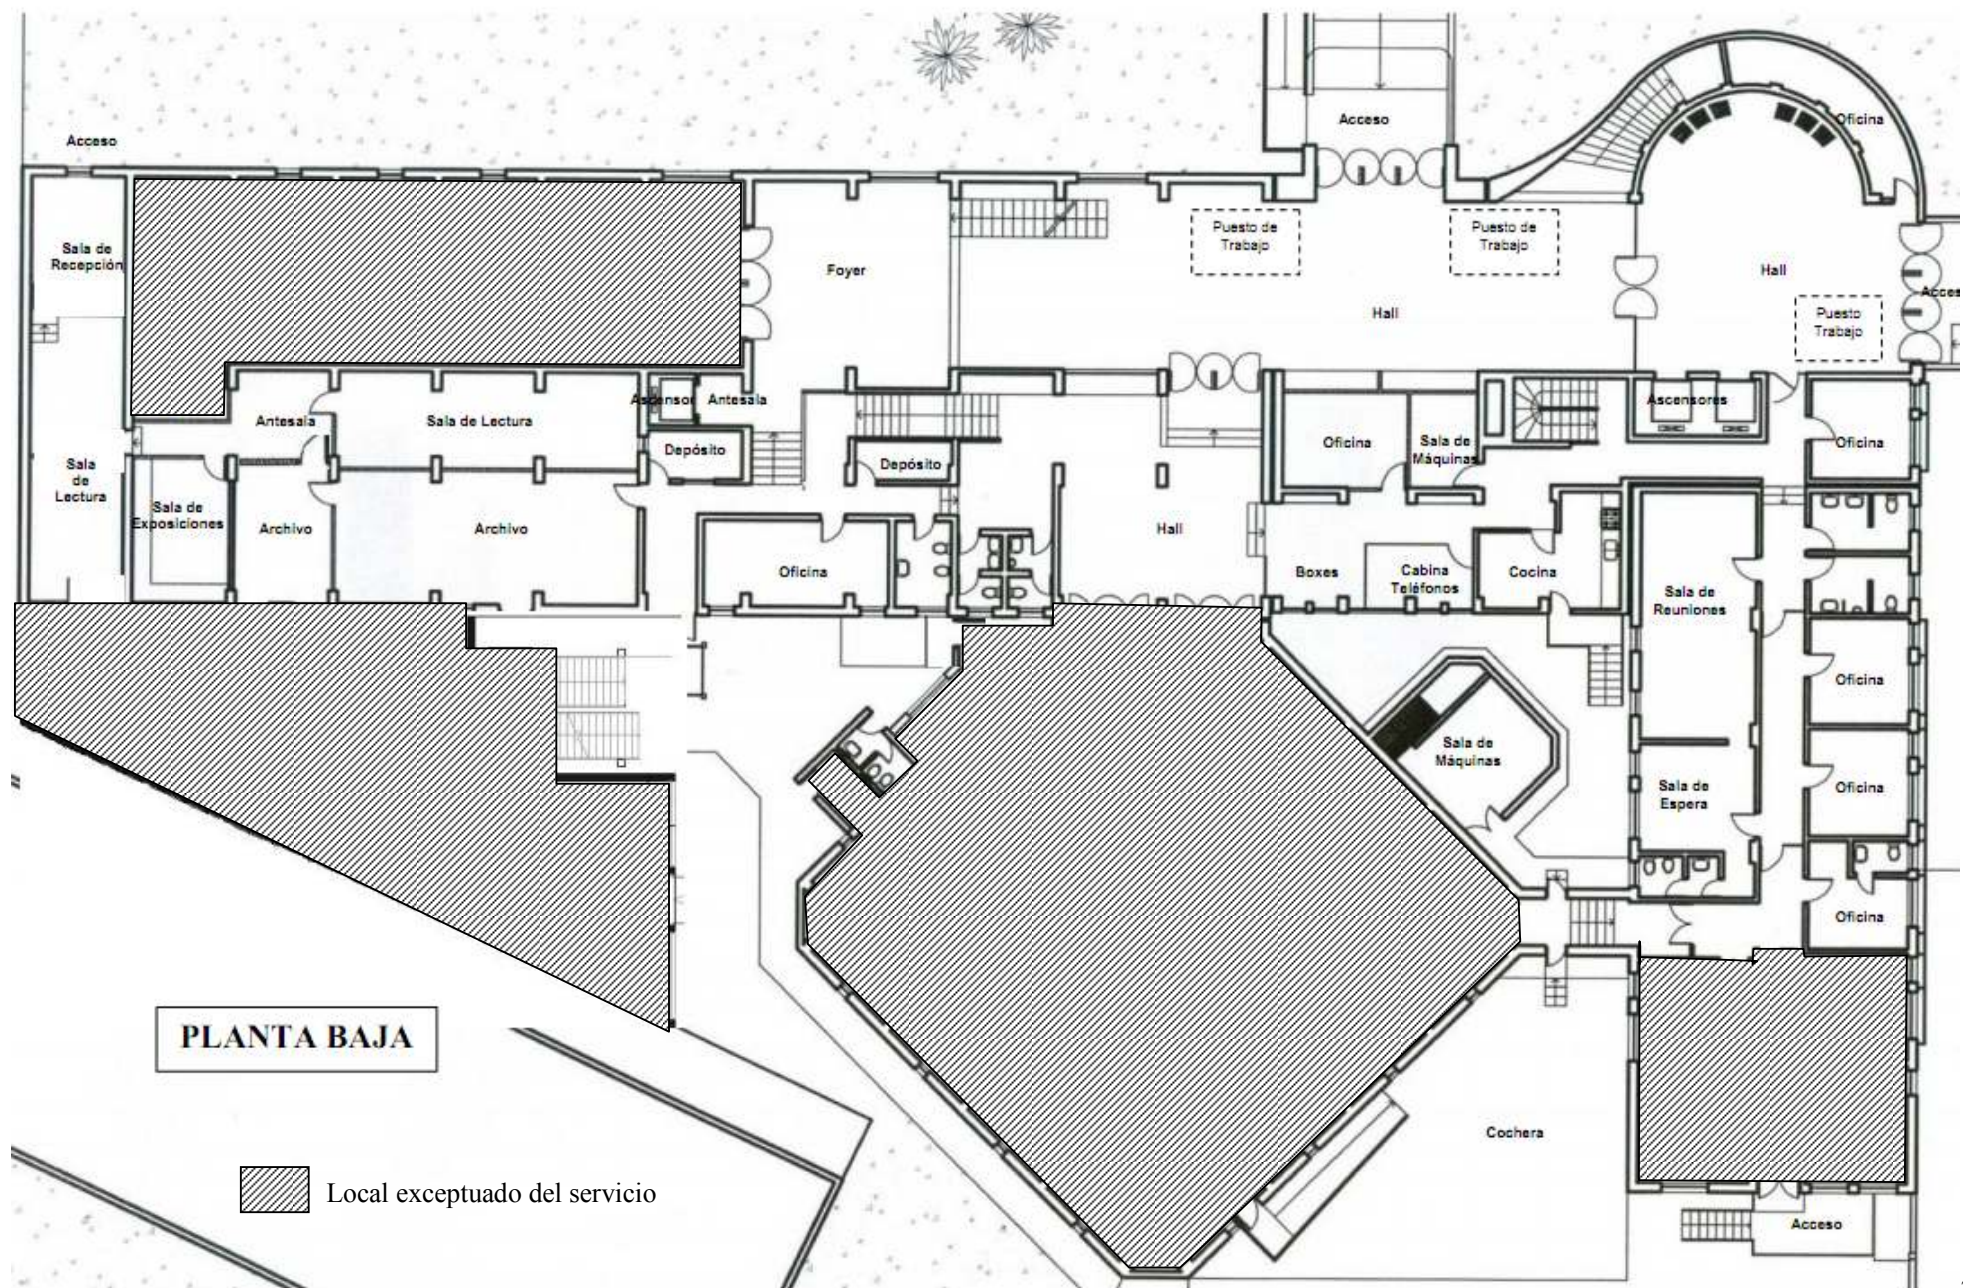 Acceso
Acceso
Oficina
Sala de
Recepción
Foyer
Puesto de
Trabajo
Puesto de
Trabajo
Hall
Hall
Puesto
Trabajo
Acces
Antesala
Sala de Lectura
Ascensor
Antesala
Depósito
Depósito
Oficina
Sala de
Máquinas
Ascensores
Oficina
Sala
de
Lectura
Sala de
Exposiciones
Archivo
Archivo
Oficina
Hall
Boxes
Cabina
Teléfonos
Cocina
Sala de
Reuniones
Oficina
Sala de
Máquinas
Sala de
Espera
Oficina
Oficina
PLANTA BAJA
Cochera
Local exceptuado del servicio
Acceso